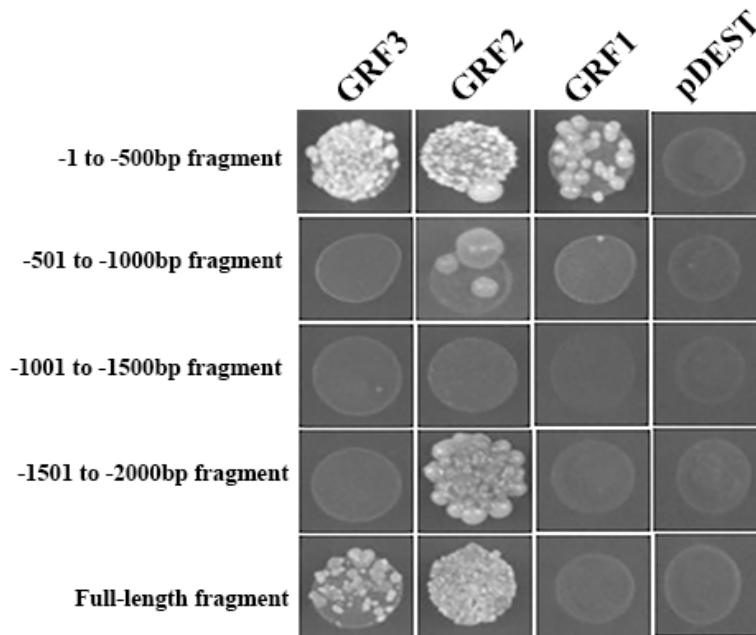 GRF3 GRF2 GRF1 pDEST
-1 to -500bp fragment
-501 to -1000bp fragment
-1001 to -1500bp fragment
-1501 to -2000bp fragment
Full-length fragment